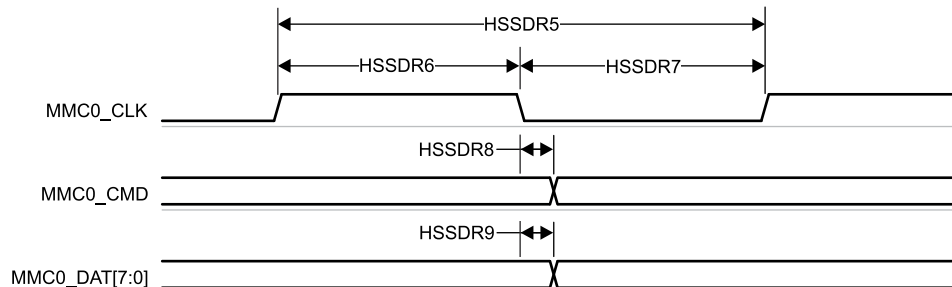 HSSDR5
HSSDR6 HSSDR7
MMC0_CLK
HSSDR8
MMC0_CMD
HSSDR9
MMC0_DAT[7:0]